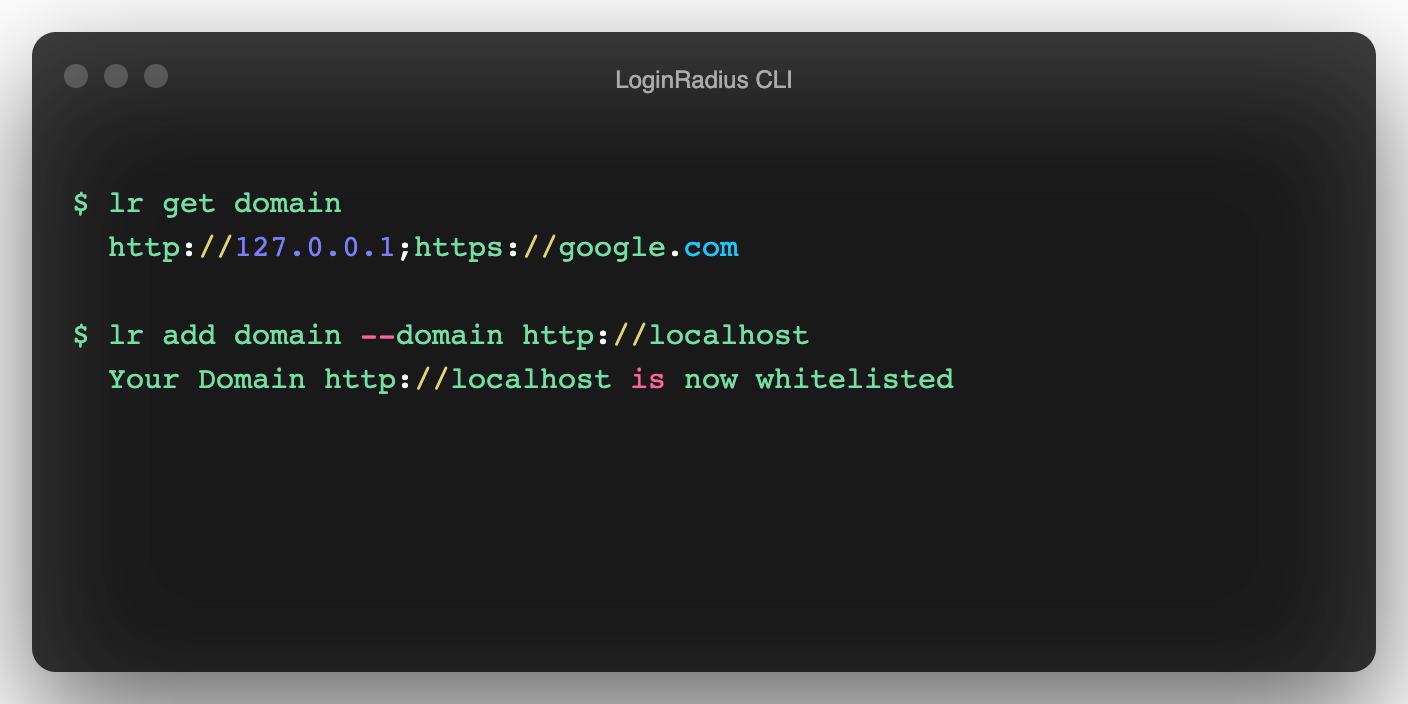 LoginRadius CLI
$ lr get domain
http://127.0.0.1;https://google.com
$ lr add domain --domain http://localhost
Your Domain http://localhost is now whitelisted